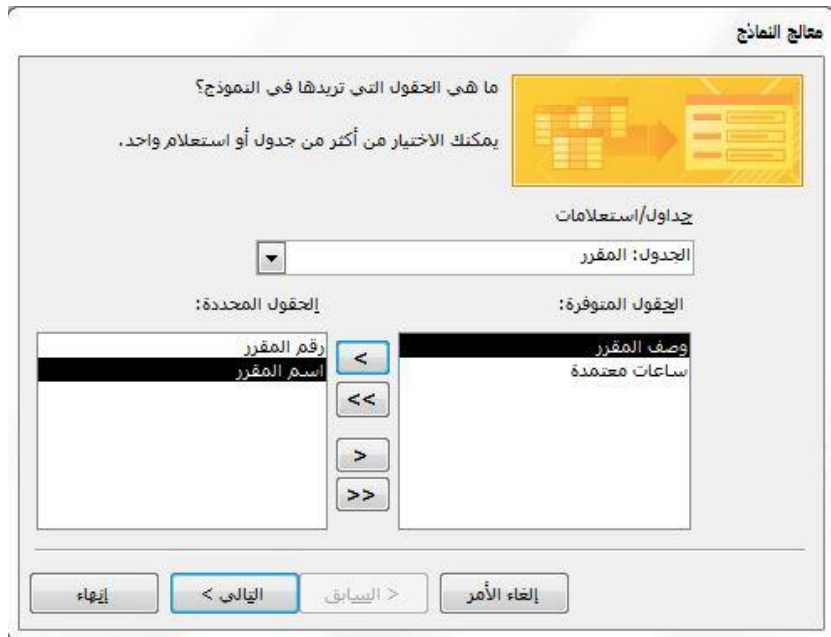 معالج النماذج
ما هي الحقول التي تريدها في النموذج؟
يمكنك الاختيار من أكثر من جدول أو استعلام واحد.
جداول/استعلامات
الجدول: المقرر
الحقول المتوفرة:
وصف المقرر
ساعات معتمدة
>
>>
<
<<
الحقول المحددة:
رقم المقرر
اسم المقرر
إلغاء الأمر
< السابق
التالي >
إنهاء